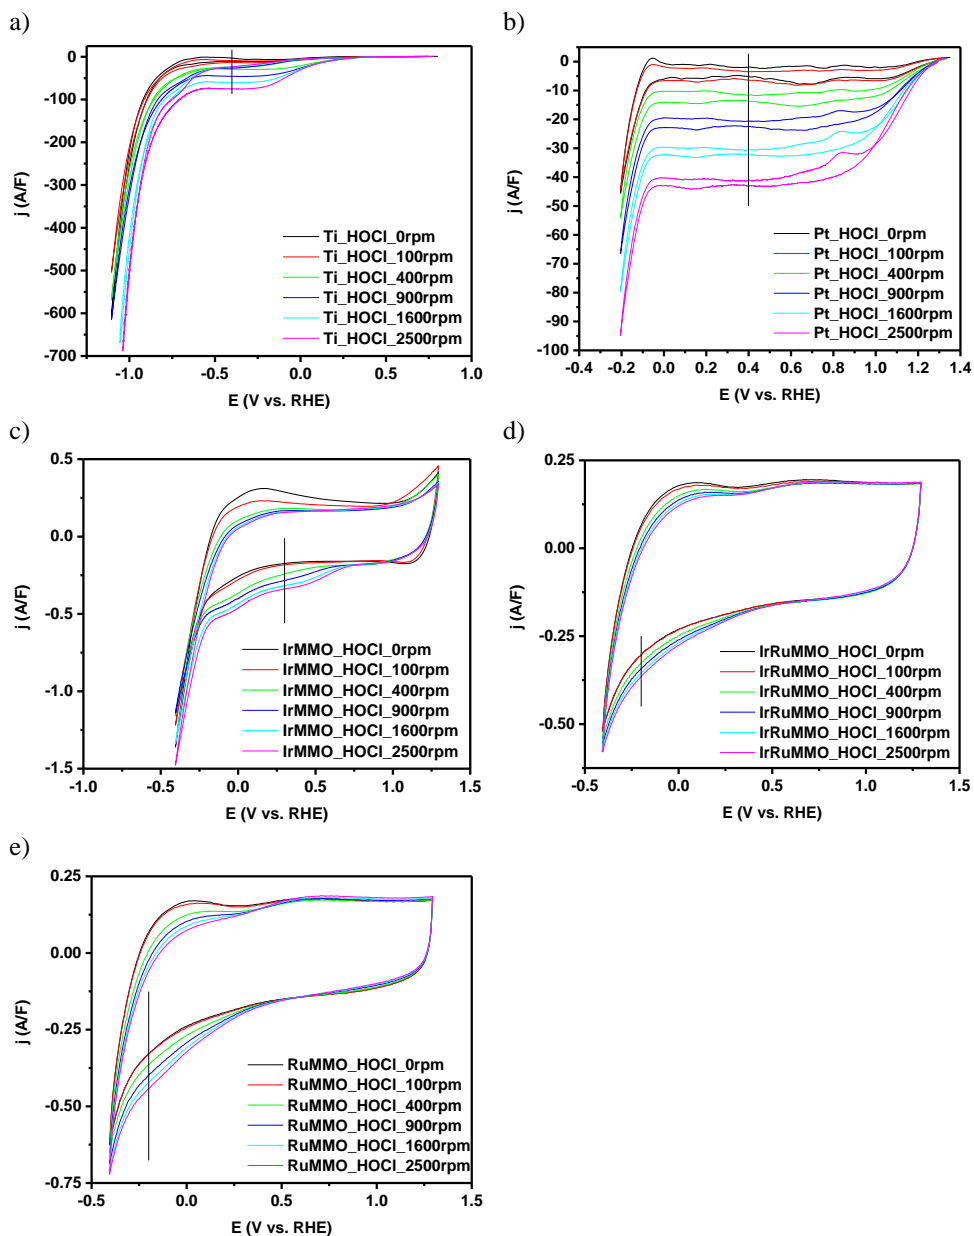 a)
0
-100
-200
-300
-400
-500
-600
-700
j (A/F)
-1.0
-0.5
0.0
0.5
1.0
E (V vs. RHE)
Ti_HOCl_0rpm
Ti_HOCl_100rpm
Ti_HOCl_400rpm
Ti_HOCl_900rpm
Ti_HOCl_1600rpm
Ti_HOCl_2500rpm
b)
0
-10
-20
-30
-40
-50
-60
-70
-80
-90
-100
j (A/F)
-0.4
-0.2
0.0
0.2
0.4
0.6
0.8
1.0
1.2
1.4
E (V vs. RHE)
Pt_HOCl_0rpm
Pt_HOCl_100rpm
Pt_HOCl_400rpm
Pt_HOCl_900rpm
Pt_HOCl_1600rpm
Pt_HOCl_2500rpm
c)
0.5
0.0
-0.5
-1.0
-1.5
j (A/F)
-1.0
-0.5
0.0
0.5
1.0
1.5
E (V vs. RHE)
IrMMO_HOCl_0rpm
IrMMO_HOCl_100rpm
IrMMO_HOCl_400rpm
IrMMO_HOCl_900rpm
IrMMO_HOCl_1600rpm
IrMMO_HOCl_2500rpm
d)
0.25
0.00
-0.25
-0.50
j (A/F)
-0.5
0.0
0.5
1.0
1.5
E (V vs. RHE)
IrRuMMO_HOCl_0rpm
IrRuMMO_HOCl_100rpm
IrRuMMO_HOCl_400rpm
IrRuMMO_HOCl_900rpm
IrRuMMO_HOCl_1600rpm
IrRuMMO_HOCl_2500rpm
e)
0.25
0.00
-0.25
-0.50
-0.75
j (A/F)
-0.5
0.0
0.5
1.0
1.5
E (V vs. RHE)
RuMMO_HOCl_0rpm
RuMMO_HOCl_100rpm
RuMMO_HOCl_400rpm
RuMMO_HOCl_900rpm
RuMMO_HOCl_1600rpm
RuMMO_HOCl_2500rpm